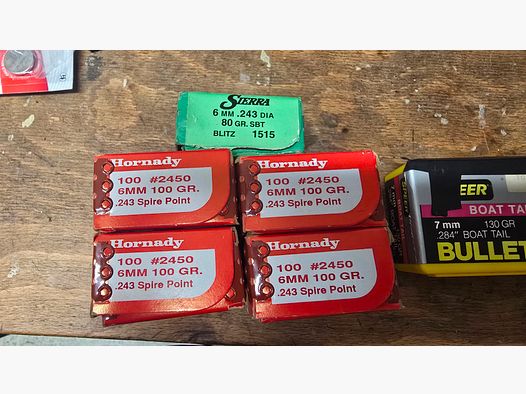 SIERRA
6 MM .243 DIA
80 GR. SBT
BLITZ 1515
Hornady
100 #2450
6MM 100 GR.
.243 Spire Point
Hornady
100 #2450
6MM 100 GR.
.243 Spire Point
Hornady
100 #2450
6MM 100 GR.
.243 Spire Point
Hornady
100 #2450
6MM 100 GR.
.243 Spire Point
EER
BOAT TAI
7 mm 130 GR
.284" BOAT TAIL
BULLET